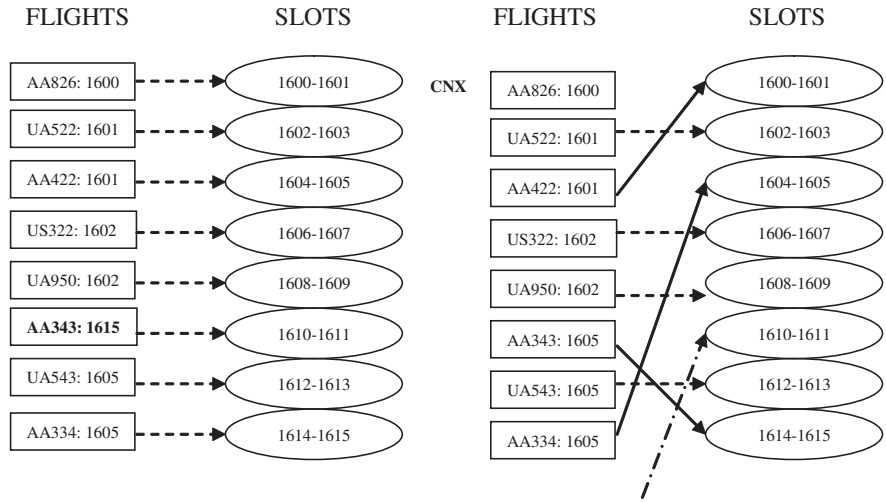 FLIGHTS SLOTS
AA826: 1600 1600-1601
UA522: 1601 1602-1603
AA422: 1601 1604-1605
US322: 1602 1606-1607
UA950: 1602 1608-1609
AA343: 1615 1610-1611
UA543: 1605 1612-1613
AA334: 1605 1614-1615
FLIGHTS SLOTS
CNX AA826: 1600 1600-1601
UA522: 1601 1602-1603
AA422: 1601 1604-1605
US322: 1602 1606-1607
UA950: 1602 1608-1609
AA343: 1605 1610-1611
UA543: 1605 1612-1613
AA334: 1605 1614-1615